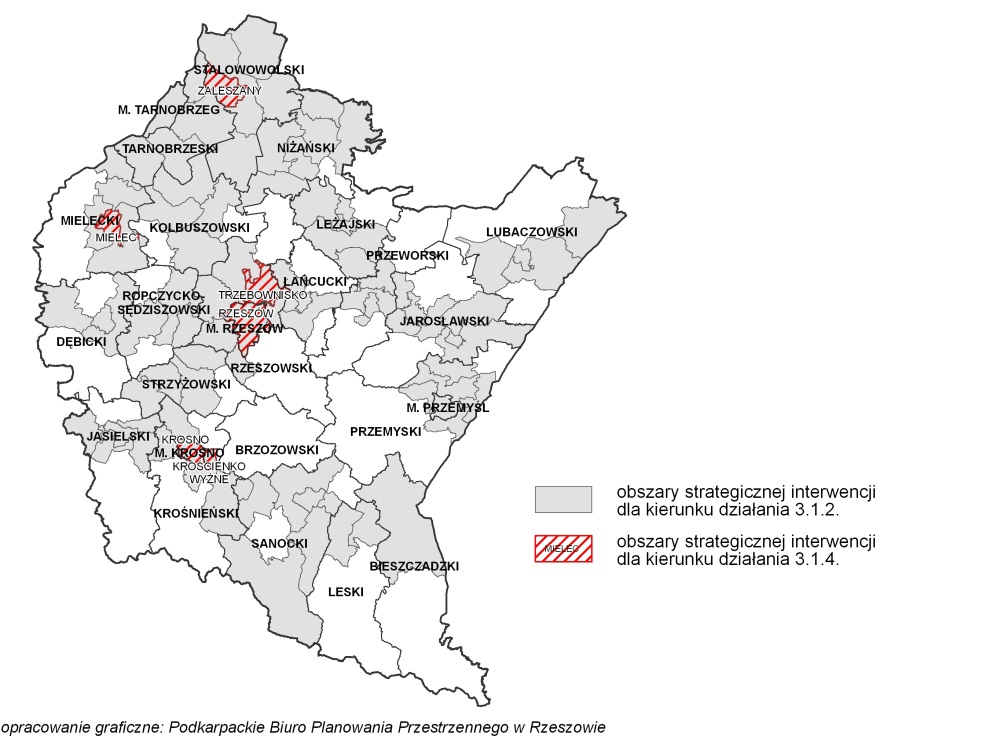 STALOWOWOLSKI
ZALESZANY
M. TARNOBRZEG
TARNOBRZESKI
NIŻAŃSKI
MIELECKI
MIELEC
KOLBUSZOWSKI
LEŻAJSKI
LUBACZOWSKI
PRZEWORSKI
ŁAŃCUCKI
TRZEBOWNISKO
ROPCZYCKO-
SĘDZISZOWSKI
RZESZÓW
M. RZESZÓW
JAROSŁAWSKI
DĘBICKI
RZESZOWSKI
STRZYŻOWSKI
M. PRZEMYŚL
JASIELSKI
KROSNO
M. KROSNO
BRZOZOWSKI
PRZEMYSKI
KROŚCIENKO
WYŻNE
KROŚNIEŃSKI
SANOCKI
BIESZCZADZKI
LESKI
obszary strategicznej interwencji
dla kierunku działania 3.1.2.
MIELEC
obszary strategicznej interwencji
dla kierunku działania 3.1.4.
opracowanie graficzne: Podkarpackie Biuro Planowania Przestrzennego w Rzeszowie